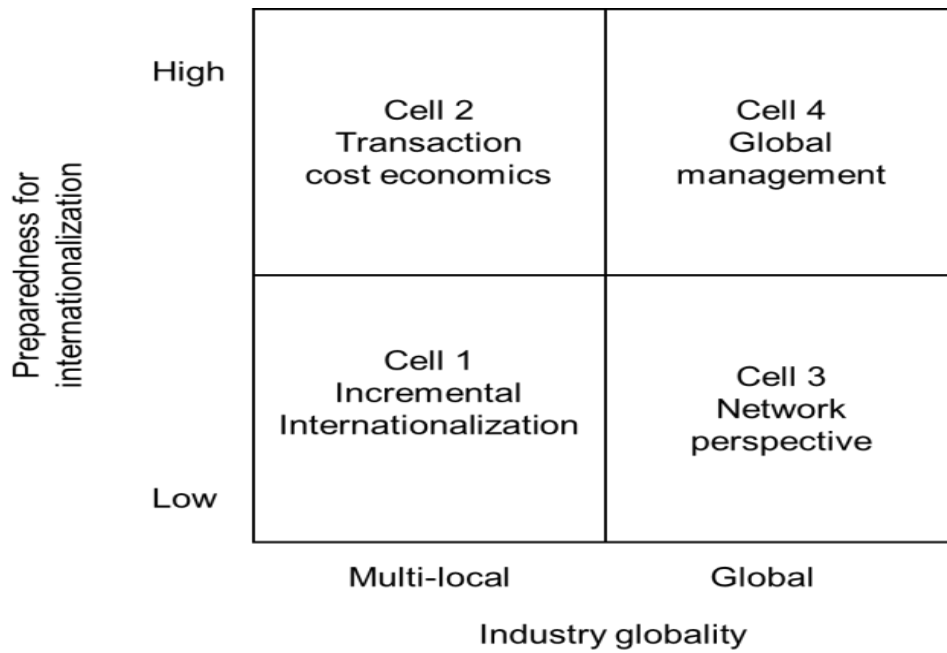 High
Cell 2
Transaction
cost economics
Cell 4
Global
management
Preparedness for
internationalization
Cell 1
Incremental
Internationalization
Cell 3
Network
perspective
Low
Multi-local
Global
Industry globality